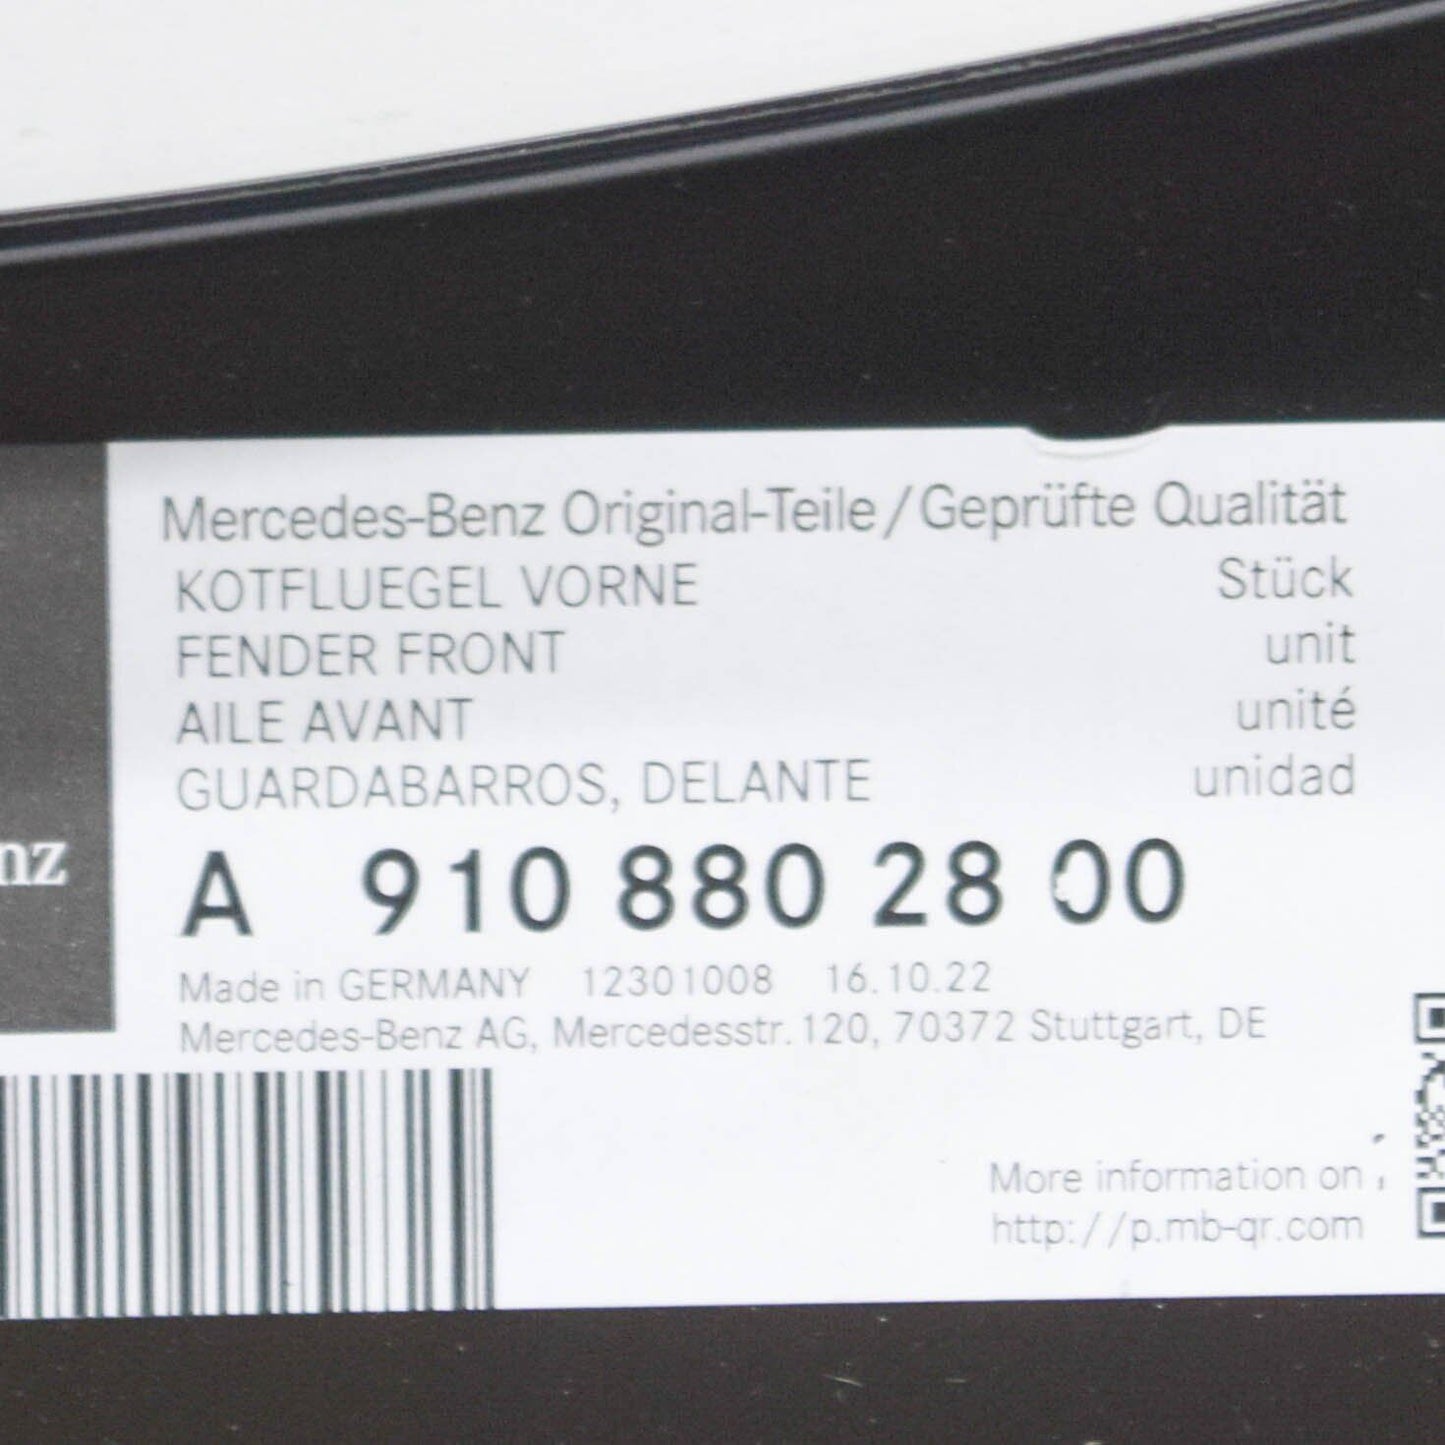 Mercedes-Benz Original-Teile/Geprüfte Qualität
KOTFLUEGEL VORNE Stück
FENDER FRONT unit
AILE AVANT unité
GUARDABARROS, DELANTE unidad
nz
A 910 880 28 00
Made in GERMANY 12301008 16.10.22
Mercedes-Benz AG, Mercedesstr. 120, 70372 Stuttgart, DE
More information on
http://p.mb-qr.com